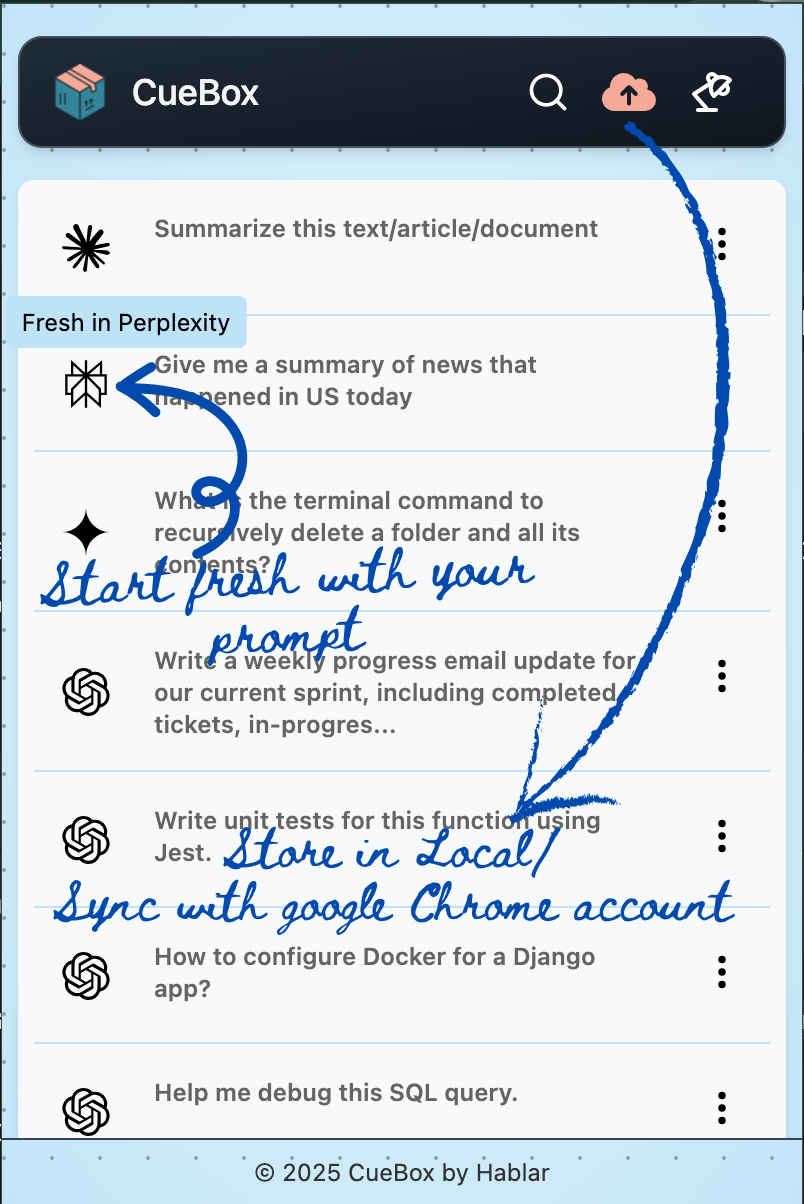 CueBox
Summarize this text/article/document
Fresh in Perplexity
Give me a summary of news that
happened in US today
What is the terminal command to
recursively delete a folder and all its
contents?
Start fresh with your
prompt
Write a weekly progress email update for
our current sprint, including completed
tickets, in-progres...
Write unit tests for this function using
Jest.
Store in Local/
Sync with google Chrome account
How to configure Docker for a Django
app?
Help me debug this SQL query.
© 2025 CueBox by Hablar